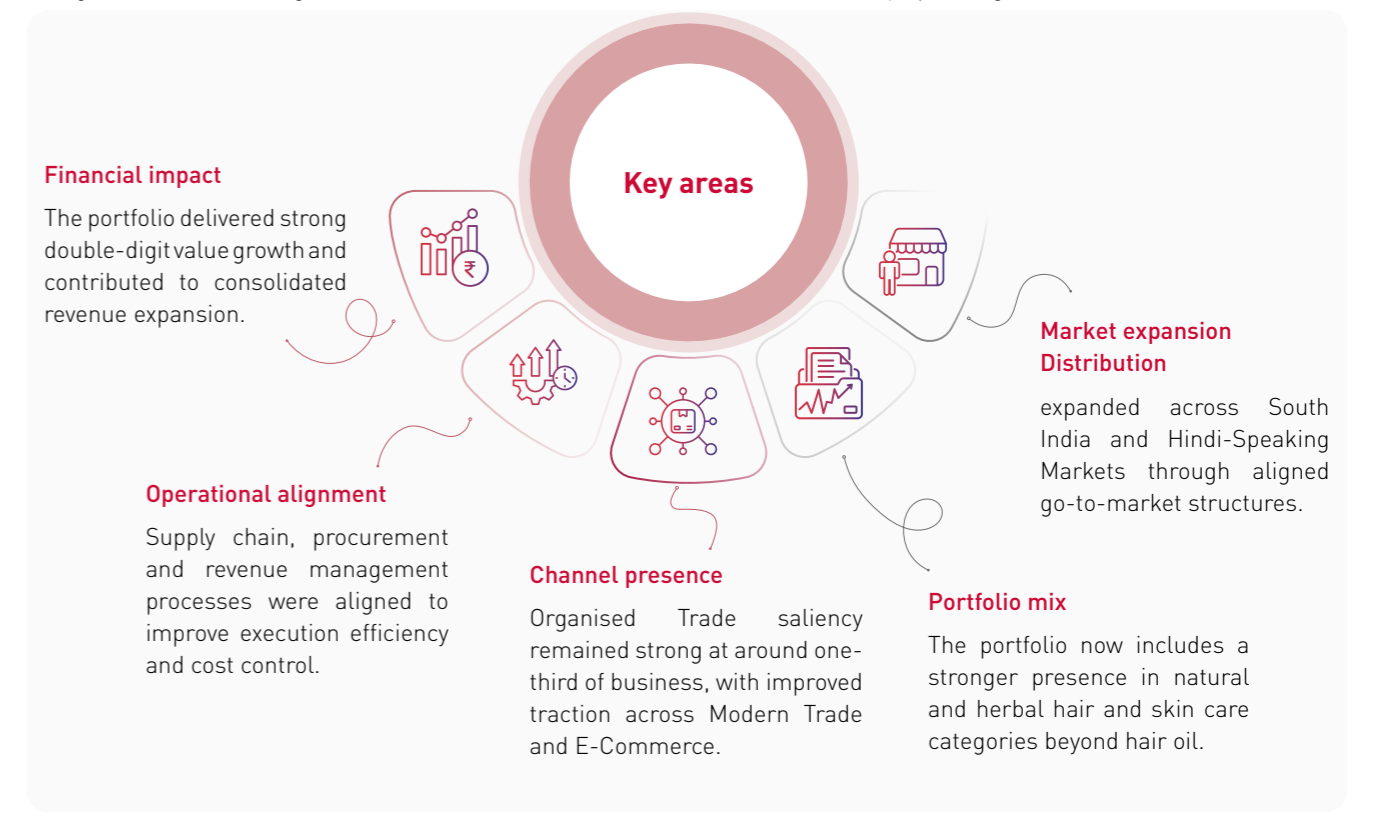 Key areas
Financial impact
The portfolio delivered strong
double-digit value growth and
contributed to consolidated
revenue expansion.
₹
Operational alignment
Supply chain, procurement
and revenue management
processes were aligned to
improve execution efficiency
and cost control.
Channel presence
Organised Trade saliency
remained strong at around one-
third of business, with improved
traction across Modern Trade
and E-Commerce.
Portfolio mix
The portfolio now includes a
stronger presence in natural
and herbal hair and skin care
categories beyond hair oil.
Market expansion
Distribution
expanded across South
India and Hindi-Speaking
Markets through aligned
go-to-market structures.